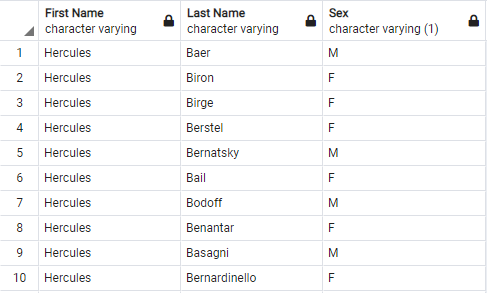 First Name Last Name Sex
character varying character varying character varying (1)
1 Hercules Baer M
2 Hercules Biron F
3 Hercules Birge F
4 Hercules Berstel F
5 Hercules Bernatsky M
6 Hercules Bail F
7 Hercules Bodoff M
8 Hercules Benantar F
9 Hercules Basagni M
10 Hercules Bernardinello F